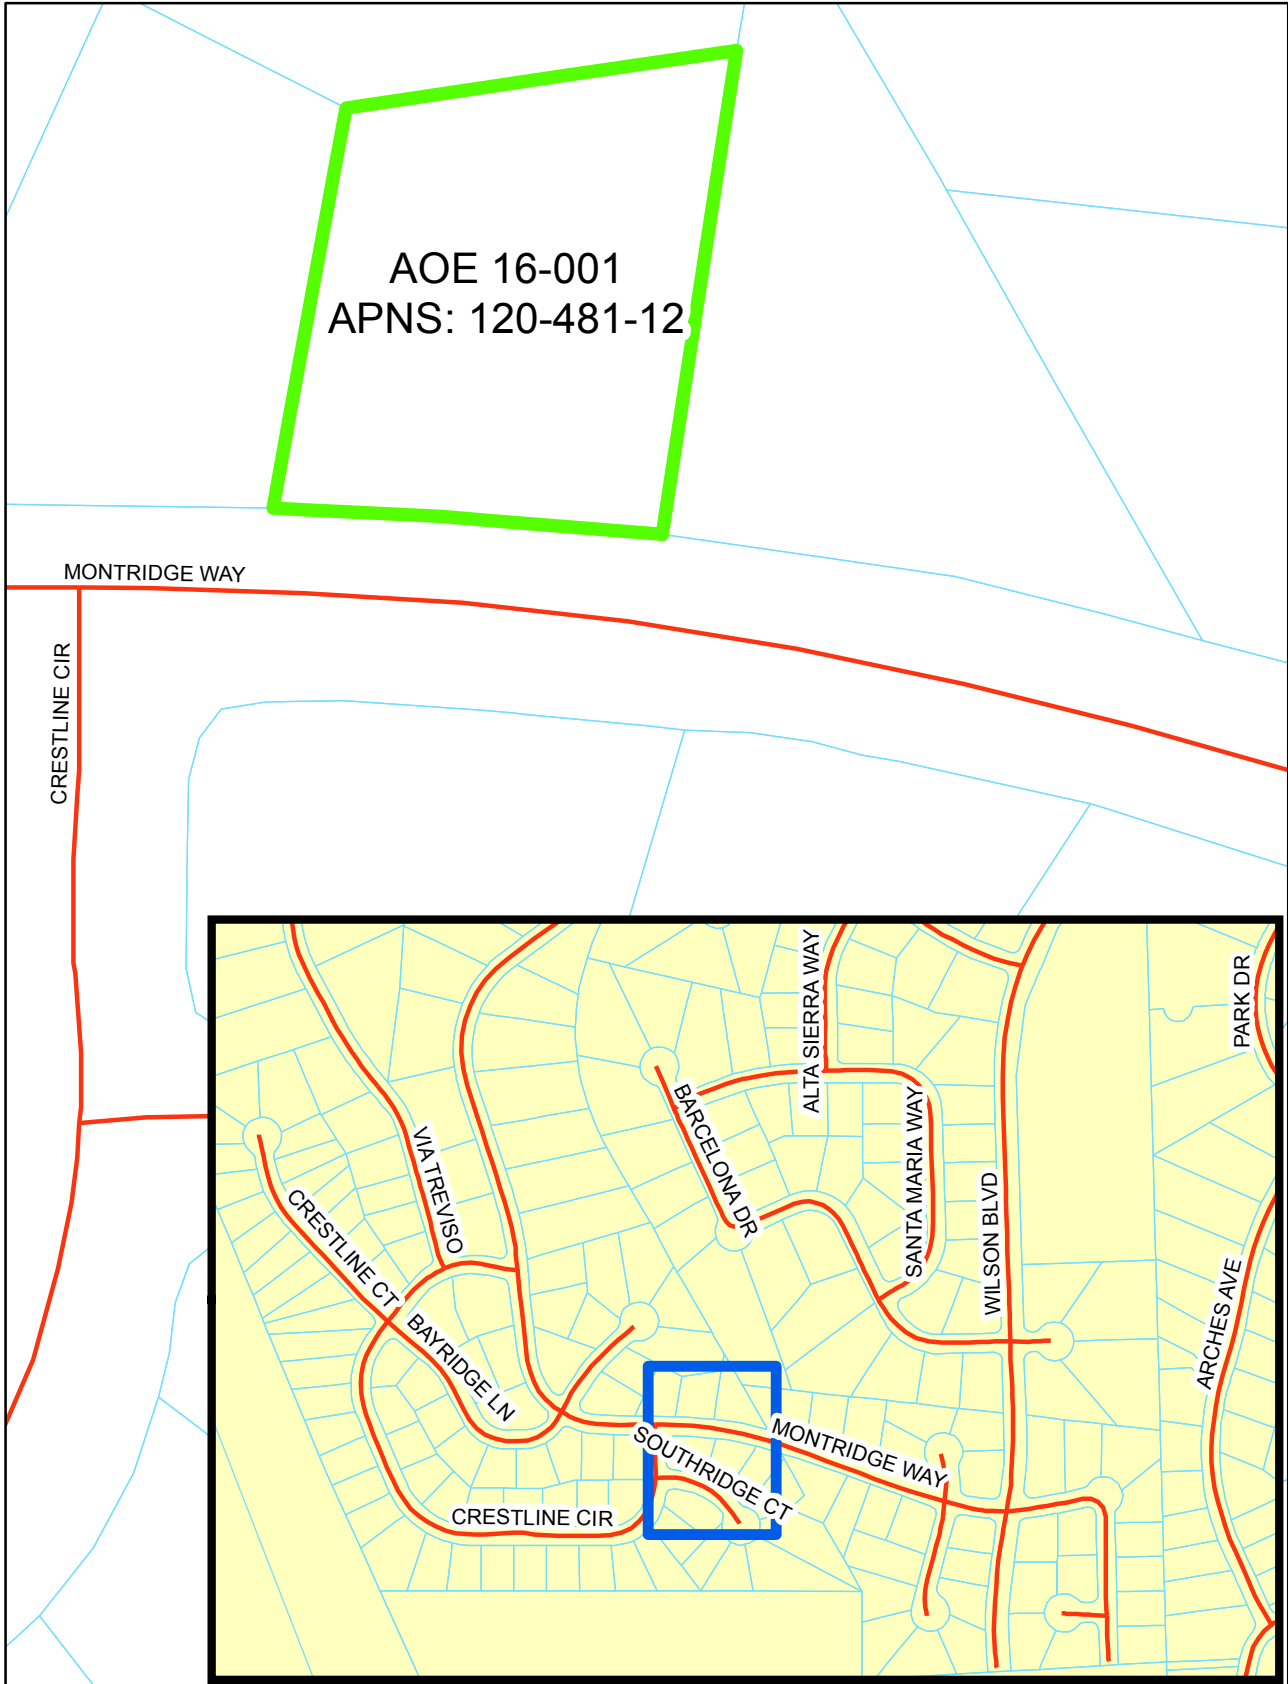 AOE 16-001
APNS: 120-481-12
MONTRIDGE WAY
CRESTLINE CIR
ALTA SIERRA WAY
PARK DR
BARCELONA DR
SANTA MARIA WAY
VIA TREVISO
WILSON BLVD
CRESTLINE CT
ARCHES AVE
BAYRIDGE LN
MONTRIDGE WAY
SOUTHRIDGE CT
CRESTLINE CIR